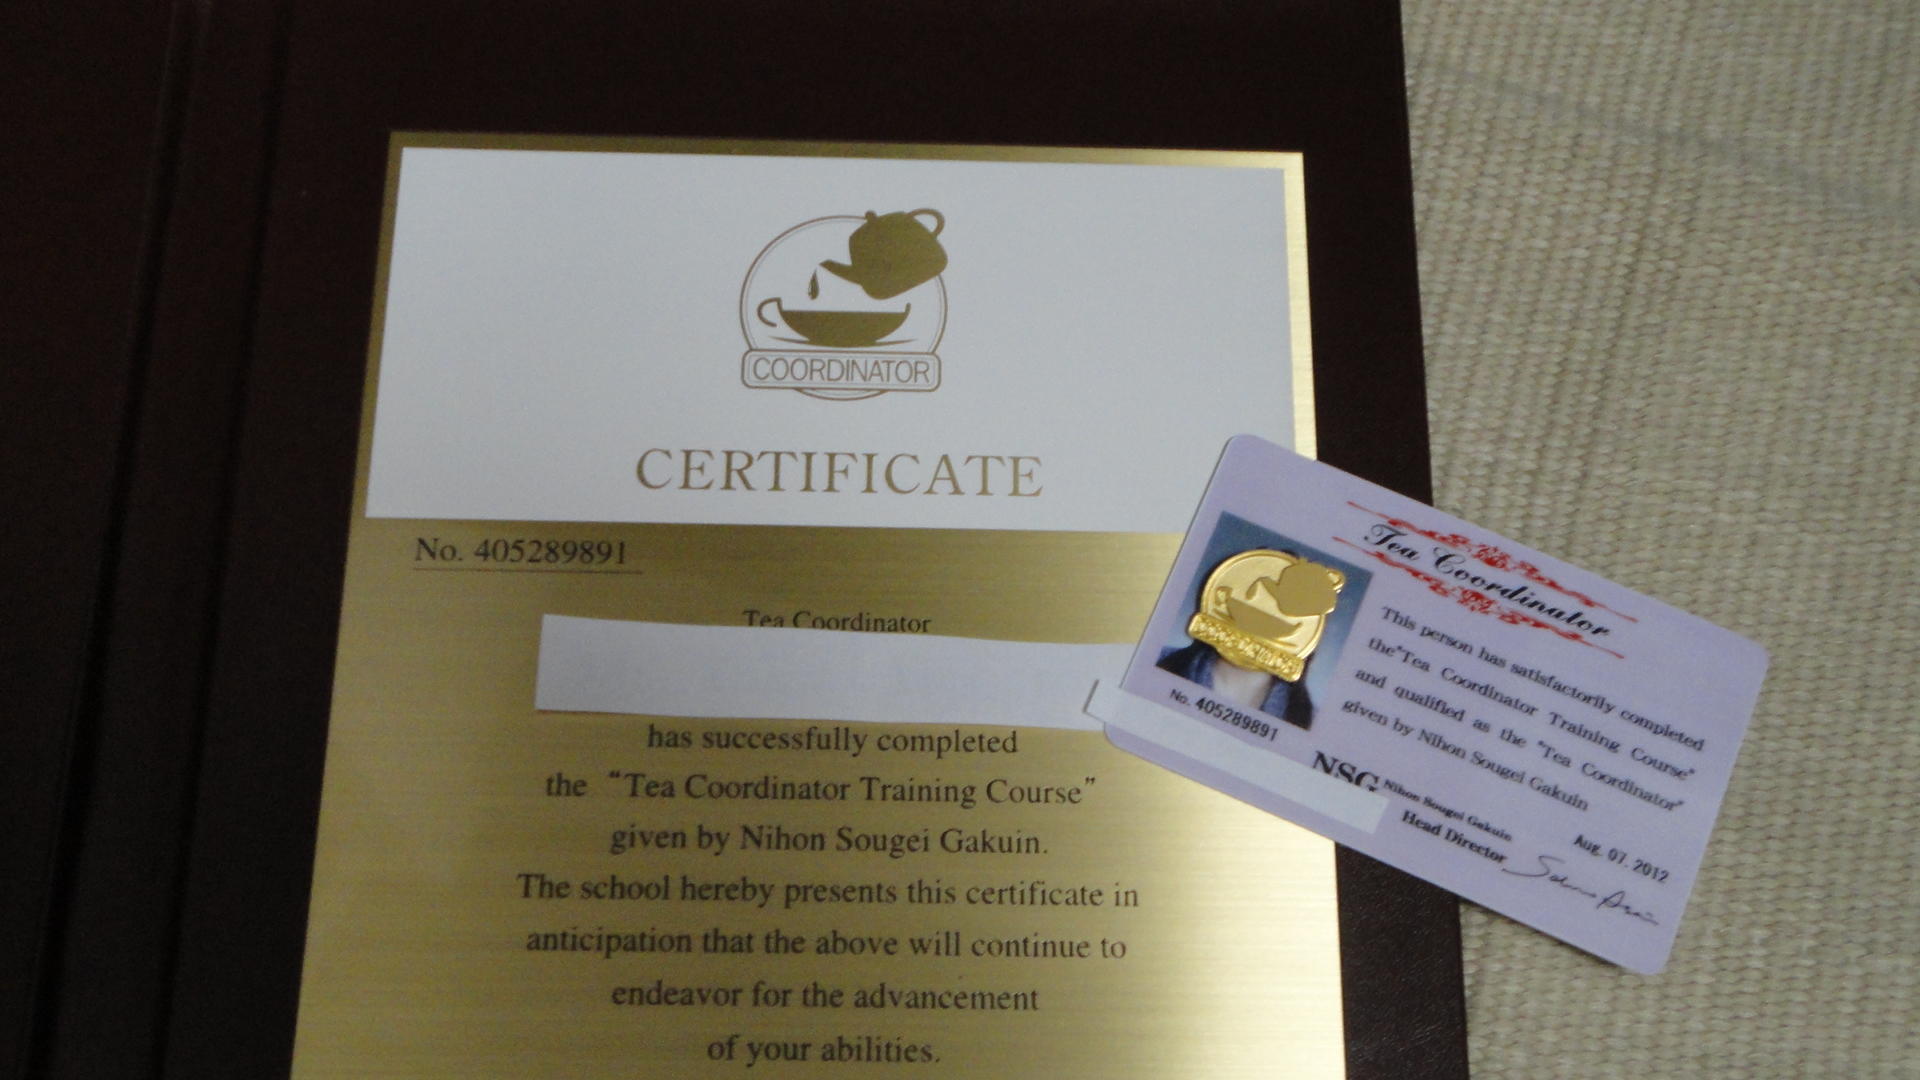 COORDINATOR
CERTIFICATE
No. 405289891
Tea Coordinator
has successfully completed
the “Tea Coordinator Training Course”
given by Nihon Sougei Gakuin.
The school hereby presents this certificate in
anticipation that the above will continue to
endeavor for the advancement
of your abilities.
Tea Coordinator
This person has satisfactorily completed
the"Tea Coordinator Training Course"
and qualified as the "Tea Coordinator"
given by Nihon Sougei Gakuin
No. 405289891
NSG Nihon Sougei Gakuin
Head Director
Aug. 07. 2012